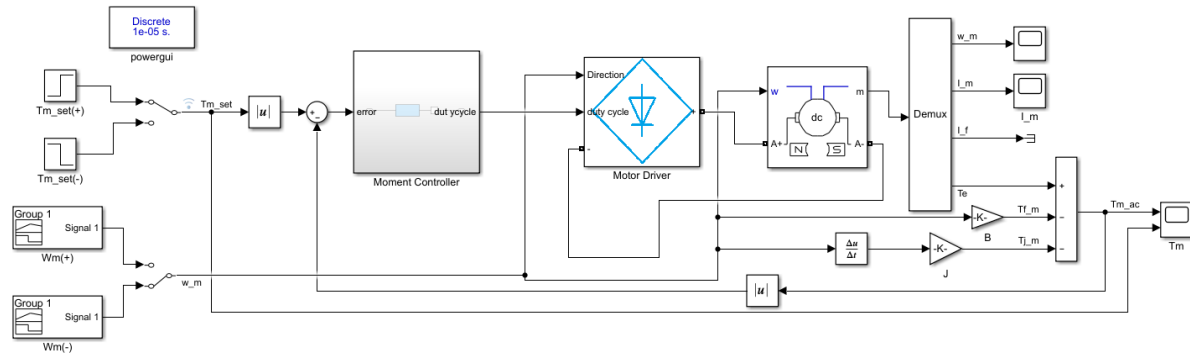 Discrete
1e-05 s.
powergui
Tm_set(+)
Tm_set(-)
Tm_set
|u|
+
-
error
dut ycycle
Moment Controller
Direction
duty cycle
+
-
Motor Driver
w
m
dc
A+
N
S
A-
Demux
w_m
I_m
I_m
I_f
Te
+
-
-
Tf_m
-K-
B
Δu
Δt
-K-
J
Tj_m
Tm_ac
Tm
Group 1
Signal 1
Wm(+)
w_m
Group 1
Signal 1
Wm(-)
|u|